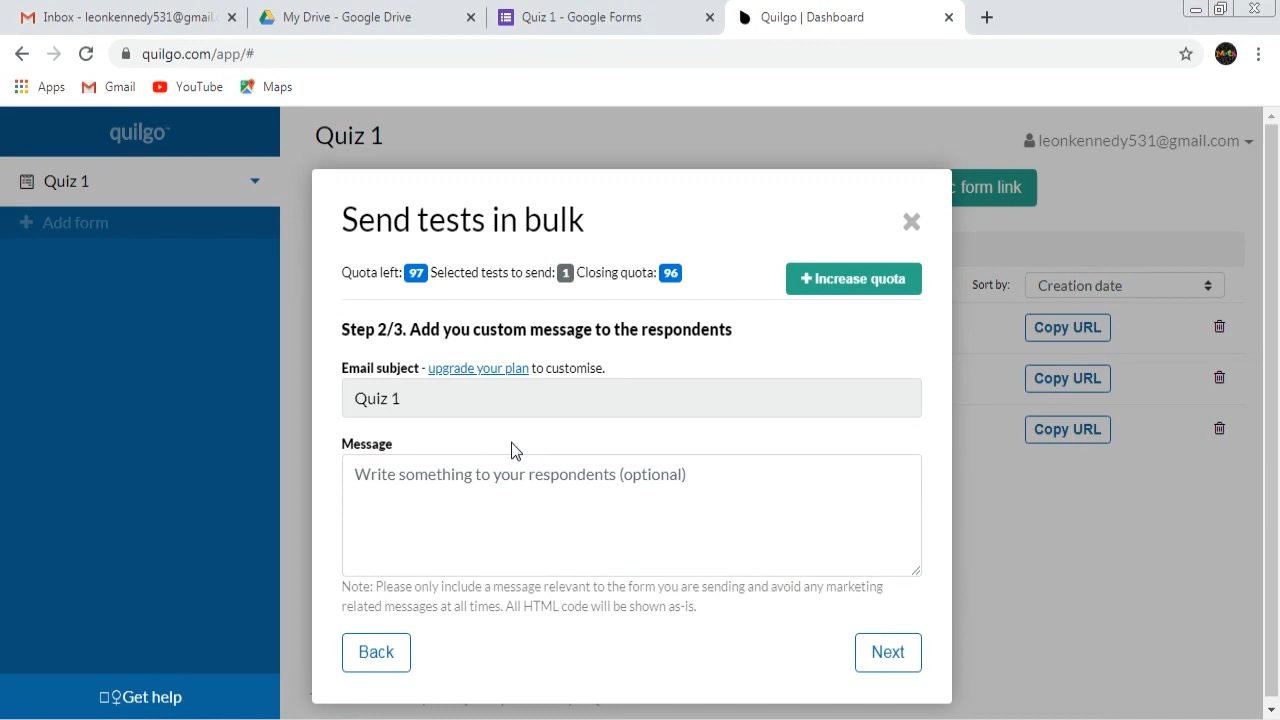 Inbox - leonkennedy531@gmail.
My Drive - Google Drive
Quiz 1 - Google Forms
Quilgo | Dashboard
quilgo.com/app/#
Apps
Gmail
YouTube
Maps
quilgo
Quiz 1
leonkennedy531@gmail.com
Quiz 1
form link
Add form
Send tests in bulk
Quota left: 97 Selected tests to send: 1 Closing quota: 96
Increase quota
Sort by:
Creation date
Copy URL
Step 2/3. Add you custom message to the respondents
Email subject - upgrade your plan to customise.
Copy URL
Quiz 1
Copy URL
Message
Write something to your respondents (optional)
Note: Please only include a message relevant to the form you are sending and avoid any marketing
related messages at all times. All HTML code will be shown as-is.
Back
Next
Get help